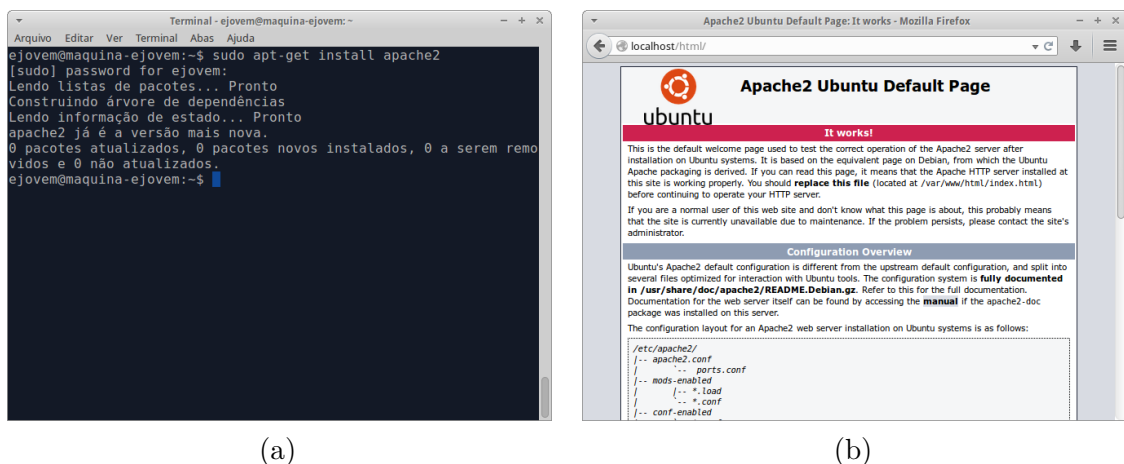 Terminal - ejovem@maquina-ejovem: ~
Arquivo Editar Ver Terminal Abas Ajuda
ejovem@maquina-ejovem:~$ sudo apt-get install apache2
[sudo] password for ejovem:
Lendo listas de pacotes... Pronto
Construindo árvore de dependências
Lendo informação de estado... Pronto
apache2 já é a versão mais nova.
0 pacotes atualizados, 0 pacotes novos instalados, 0 a serem remo
vidos e 0 não atualizados.
ejovem@maquina-ejovem:~$
(a)
Apache2 Ubuntu Default Page: It works - Mozilla Firefox
localhost/html/
ubuntu
Apache2 Ubuntu Default Page
It works!
This is the default welcome page used to test the correct operation of the Apache2 server after
installation on Ubuntu systems. It is based on the equivalent page on Debian, from which the Ubuntu
Apache packaging is derived. If you can read this page, it means that the Apache HTTP server installed at
this site is working properly. You should replace this file (located at /var/www/html/index.html)
before continuing to operate your HTTP server.
If you are a normal user of this web site and don't know what this page is about, this probably means
that the site is currently unavailable due to maintenance. If the problem persists, please contact the site's
administrator.
Configuration Overview
Ubuntu's Apache2 default configuration is different from the upstream default configuration, and split into
several files optimized for interaction with Ubuntu tools. The configuration system is fully documented
in /usr/share/doc/apache2/README.Debian.gz. Refer to this for the full documentation.
Documentation for the web server itself can be found by accessing the manual if the apache2-doc
package was installed on this server.
The configuration layout for an Apache2 web server installation on Ubuntu systems is as follows:
/etc/apache2/
|-- apache2.conf
|       `--  ports.conf
|-- mods-enabled
|       |-- *.load
|       `-- *.conf
|-- conf-enabled
(b)